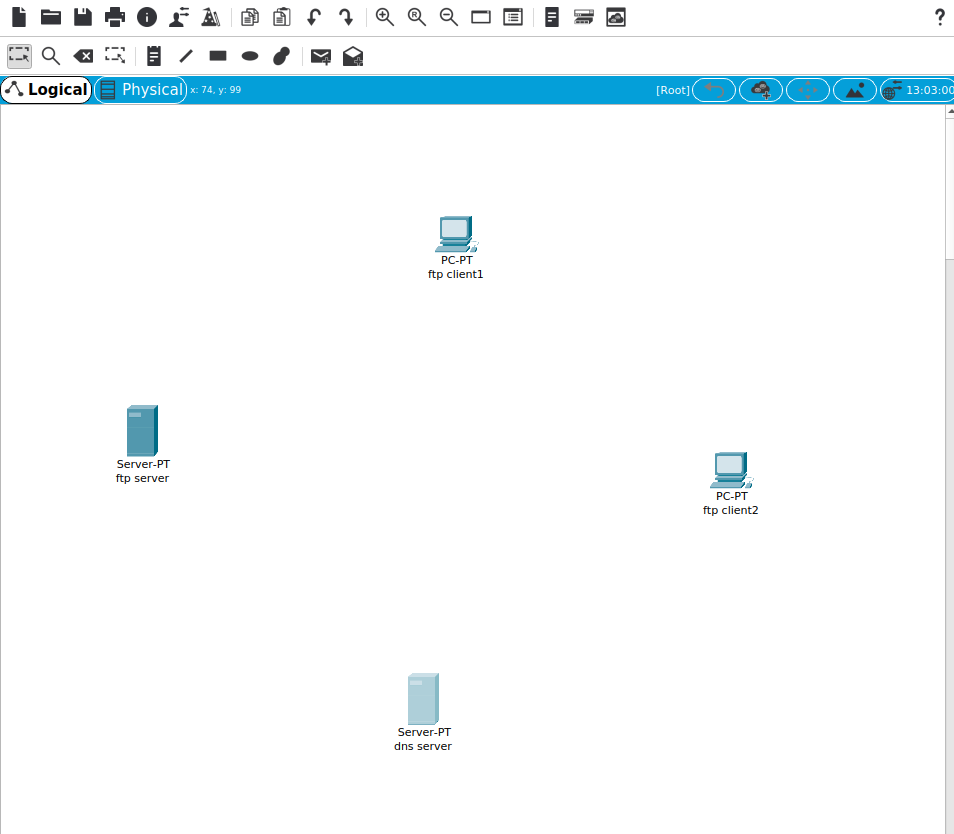 ?
Logical
Physical
x: 74, y: 99
[Root]
13:03:00
PC-PT
ftp client1
Server-PT
ftp server
PC-PT
ftp client2
Server-PT
dns server